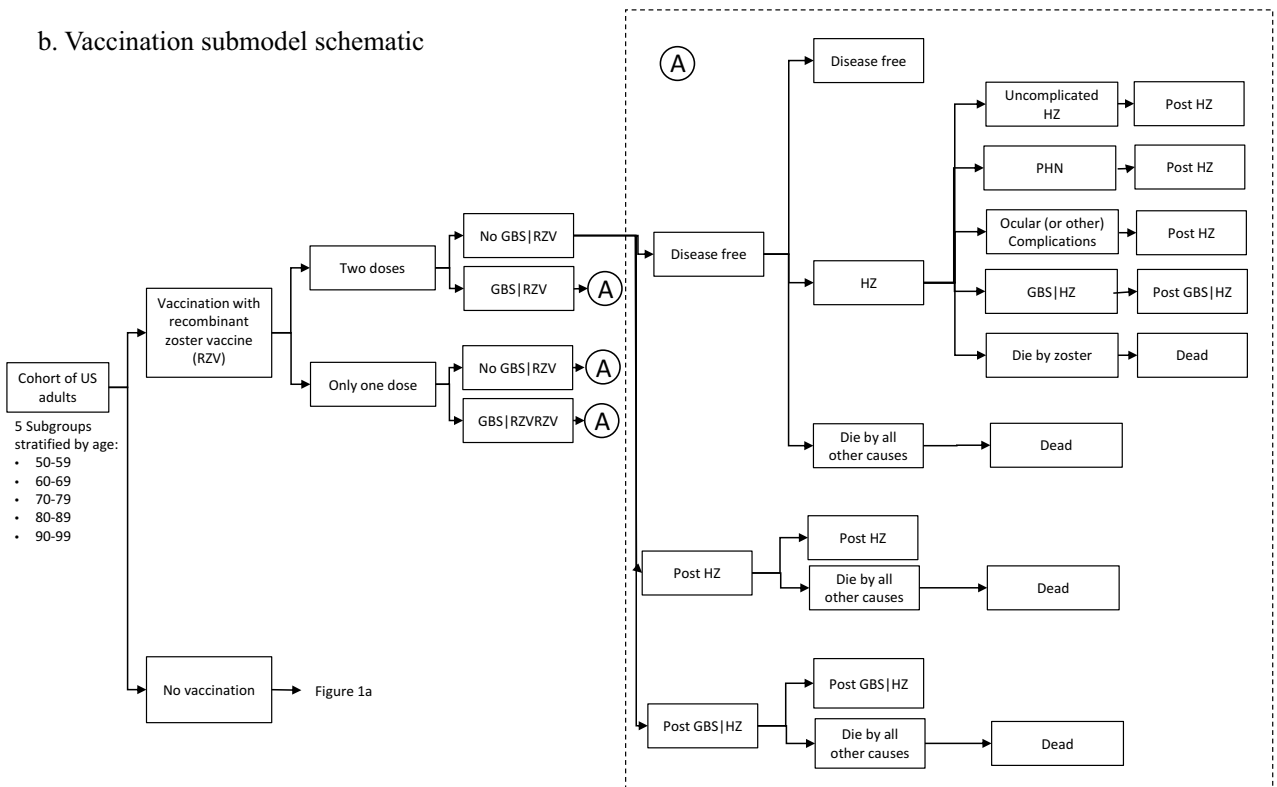 b. Vaccination submodel schematic
A
Disease free
Uncomplicated
HZ
Post HZ
PHN
Post HZ
No GBS|RZV
Disease free
Ocular (or other)
Complications
Post HZ
Two doses
HZ
GBS|HZ
Post GBS|HZ
GBS|RZV
A
Vaccination with
recombinant
zoster vaccine
(RZV)
Die by zoster
Dead
No GBS|RZV
A
Only one dose
Cohort of US
adults
GBS|RZVRZV
A
5 Subgroups
stratified by age:
• 50-59
• 60-69
• 70-79
• 80-89
• 90-99
Die by all
other causes
Dead
Post HZ
Post HZ
Die by all
other causes
Dead
No vaccination
Figure 1a
Post GBS|HZ
Post GBS|HZ
Die by all
other causes
Dead